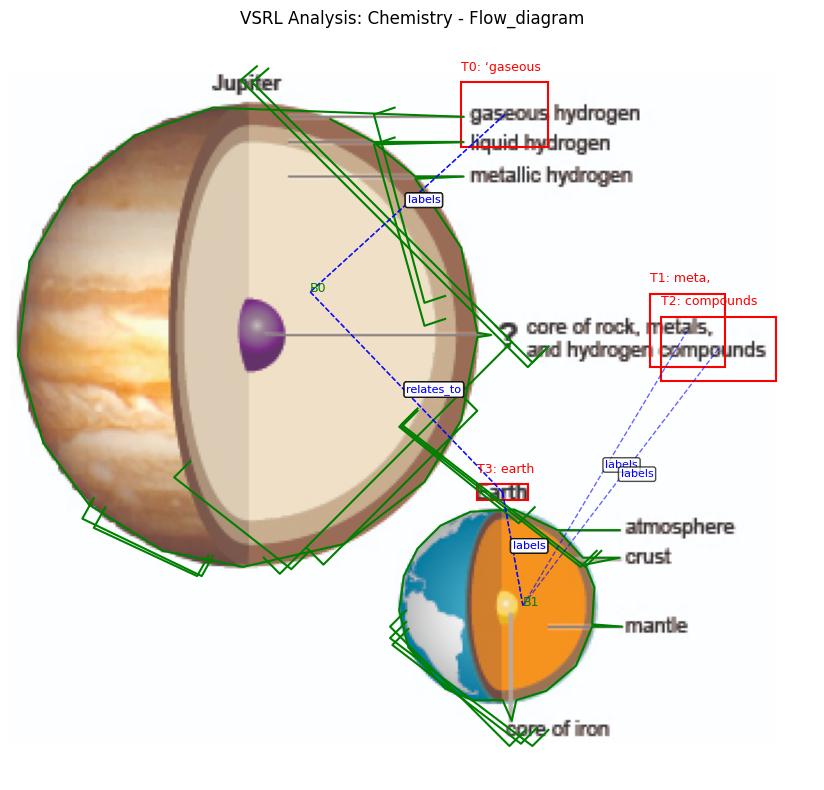 VSRL Analysis: Chemistry - Flow_diagram
T0: 'gaseous
Jupiter
gaseous hydrogen
liquid hydrogen
metallic hydrogen
labels
T1: meta,
B0
T2: compounds
? core of rock, metals,
and hydrogen compounds
relates_to
T3: earth
labels
labels
Earth
atmosphere
labels
crust
B1
mantle
core of iron